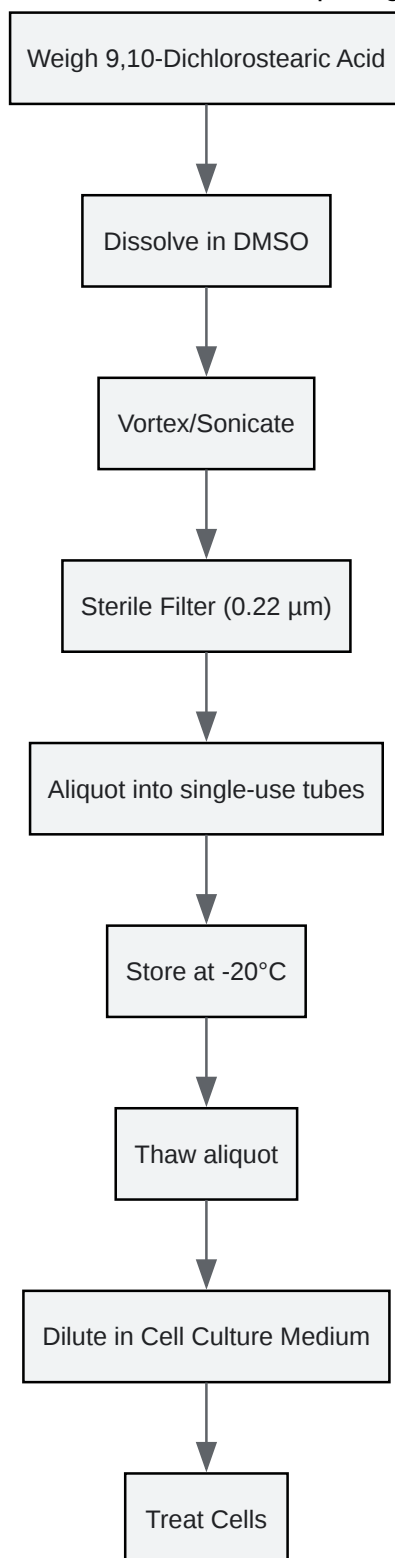 Weigh 9,10-Dichlorostearic Acid
Dissolve in DMSO
Vortex/Sonicate
Sterile Filter (0.22 µm)
Aliquot into single-use tubes
Store at -20°C
Thaw aliquot
Dilute in Cell Culture Medium
Treat Cells